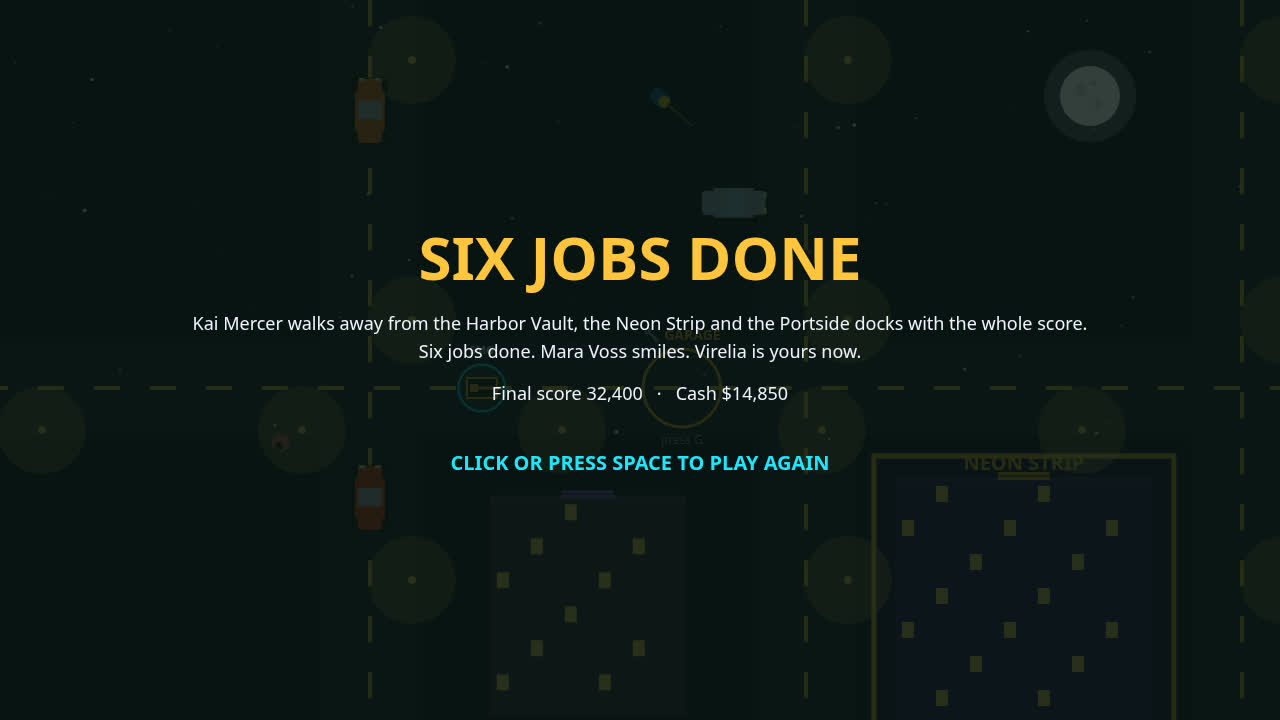 SIX JOBS DONE
Kai Mercer walks away from the Harbor Vault, the Neon Strip and the Portside docks with the whole score.
GARAGE
Six jobs done. Mara Voss smiles. Virelia is yours now.
Final score 32,400 · Cash $14,850
press G
CLICK OR PRESS SPACE TO PLAY AGAIN
NEON STRIP